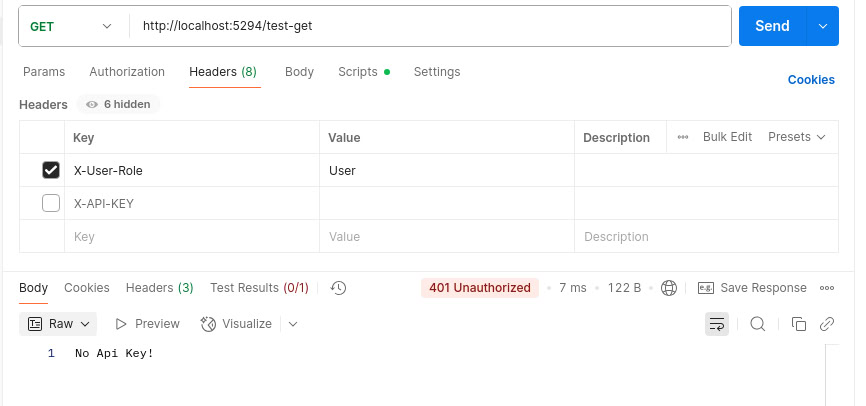 GET http://localhost:5294/test-get Send
Params Authorization Headers (8) Body Scripts Settings Cookies
Headers 6 hidden
Key Value Description Bulk Edit Presets
X-User-Role User
X-API-KEY
Key Value Description
Body Cookies Headers (3) Test Results (0/1) 401 Unauthorized 7 ms 122 B e.g. Save Response
Raw Preview Visualize
1 No Api Key!